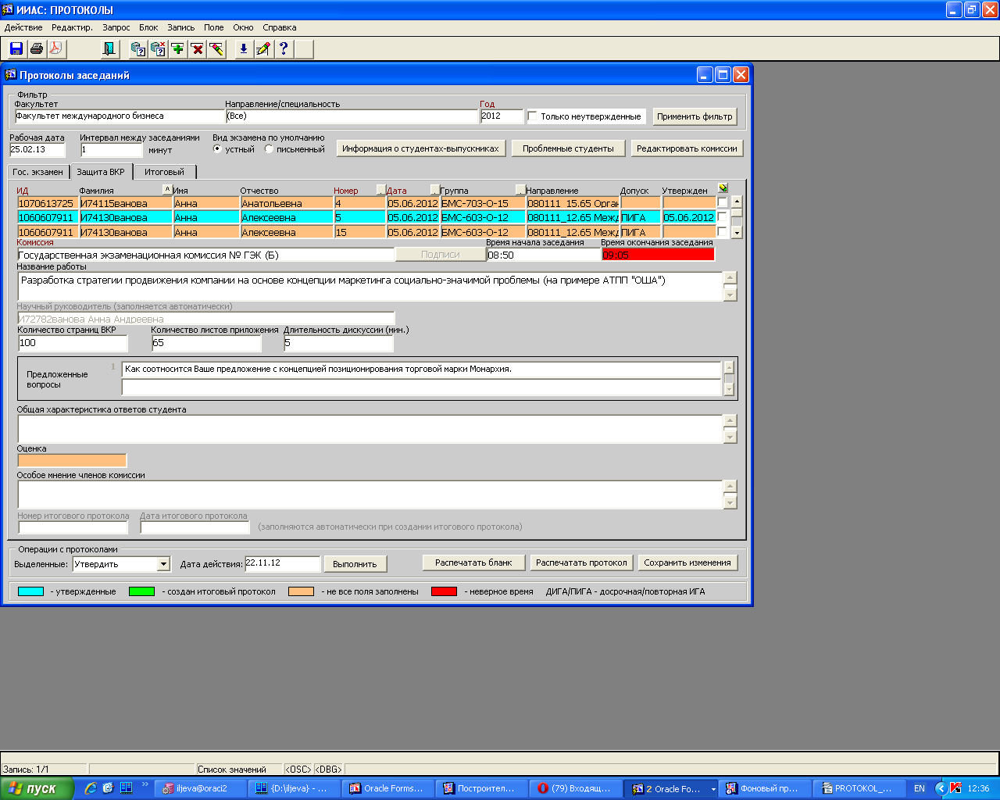 ИИАС: ПРОТОКОЛЫ
Действие Редактир. Запрос Блок Запись Поле Окно Справка
Протоколы заседаний
Фильтр
Факультет Направление/специальность Год
Факультет международного бизнеса (Все) 2012 Только неутвержденные Применить фильтр
Рабочая дата Интервал между заседаниями Вид экзамена по умолчанию
25.02.13 1 минут устный письменный Информация о студентах-выпускниках Проблемные студенты Редактировать комиссии
Гос. экзамен Защита ВКР Итоговый
ИД Фамилия Имя Отчество Номер Дата Группа Направление Допуск Утвержден
1070613725 И74115ванова Анна Анатольевна 4 05.06.2012 БМС-703-О-15 080111_15.65 Орган
1060607911 И74130ванова Анна Алексеевна 5 05.06.2012 БМС-603-О-12 080111_12.65 Межд ПИГА 05.06.2012
1060607911 И74130ванова Анна Алексеевна 15 05.06.2012 БМС-603-О-12 080111_12.65 Межд ПИГА
Комиссия Время начала заседания Время окончания заседания
Государственная экзаменационная комиссия № ГЭК (Б) Подписи 08:50 09:05
Название работы
Разработка стратегии продвижения компании на основе концепции маркетинга социально-значимой проблемы (на примере АТПП "ОША")
Научный руководитель (заполняется автоматически)
И72782ванова Анна Андреевна
Количество страниц ВКР Количество листов приложения Длительность дискуссии (мин.)
100 65 5
Предложенные вопросы 1 Как соотносится Ваше предложение с концепцией позиционирования торговой марки Монархия.
Общая характеристика ответов студента
Оценка
Особое мнение членов комиссии
Номер итогового протокола Дата итогового протокола
(заполняются автоматически при создании итогового протокола)
Операции с протоколами
Выделенные: Утвердить Дата действия: 22.11.12 Выполнить Распечатать бланк Распечатать протокол Сохранить изменения
- утвержденные - создан итоговый протокол - не все поля заполнены - неверное время ДИГА/ПИГА - досрочная/повторная ИГА
Запись: 1/1 Список значений <OSC> <DBG>
пуск iljeva@oraci2 {D:\iljeva} - ... Oracle Forms... Построител... (79) Входящ... 2 Oracle Fo... Фоновый пр... PROTOKOL_... EN 12:36